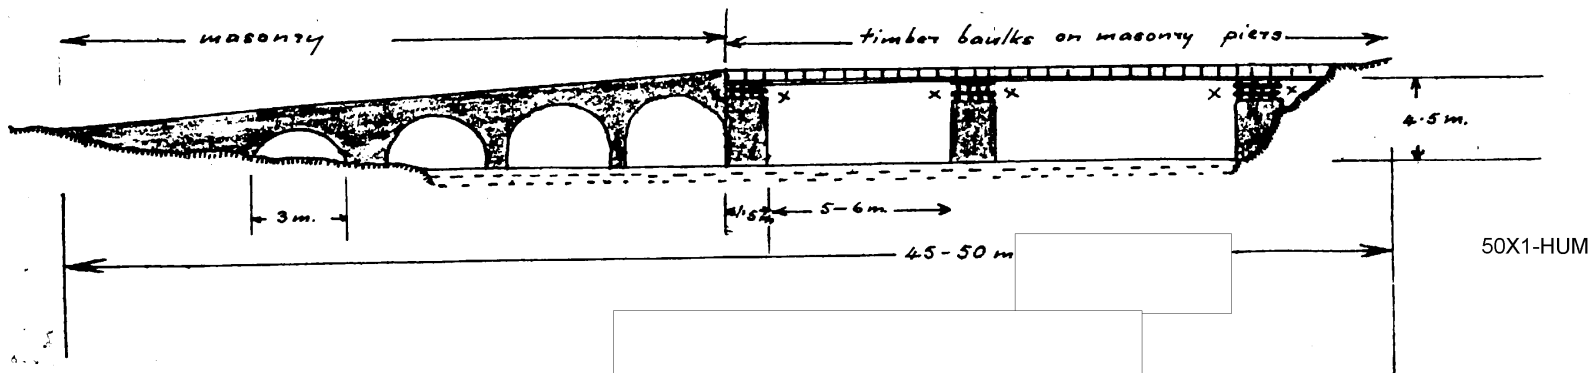 masonry
timber baulks on masonry piers
x x x x x
4.5 m.
3 m.
1.5 m
5-6 m.
45-50 m
50X1-HUM